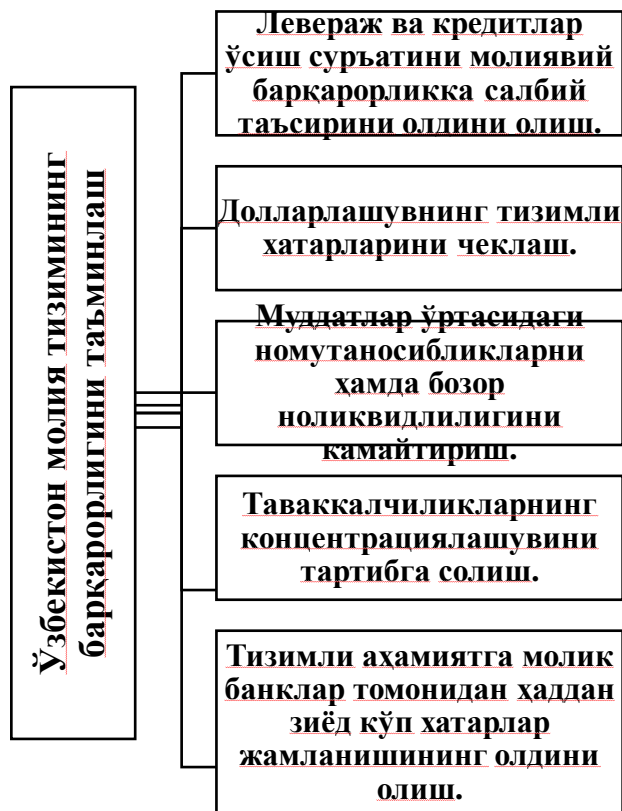 Ўзбекистон молия тизимининг
барқарорлигини таъминлаш
Левераж ва кредитлар
ўсиш суръатини молиявий
барқарорликка салбий
таъсирини олдини олиш.
Долларлашувнинг тизимли
хатарларини чеклаш.
Муддатлар ўртасидаги
номутаносибликларни
ҳамда бозор
ноликвидлилигини
камайтириш.
Таваккалчиликларнинг
концентрациялашувини
тартибга солиш.
Тизимли аҳамиятга молик
банклар томонидан ҳаддан
зиёд кўп хатарлар
жамланишининг олдини
олиш.